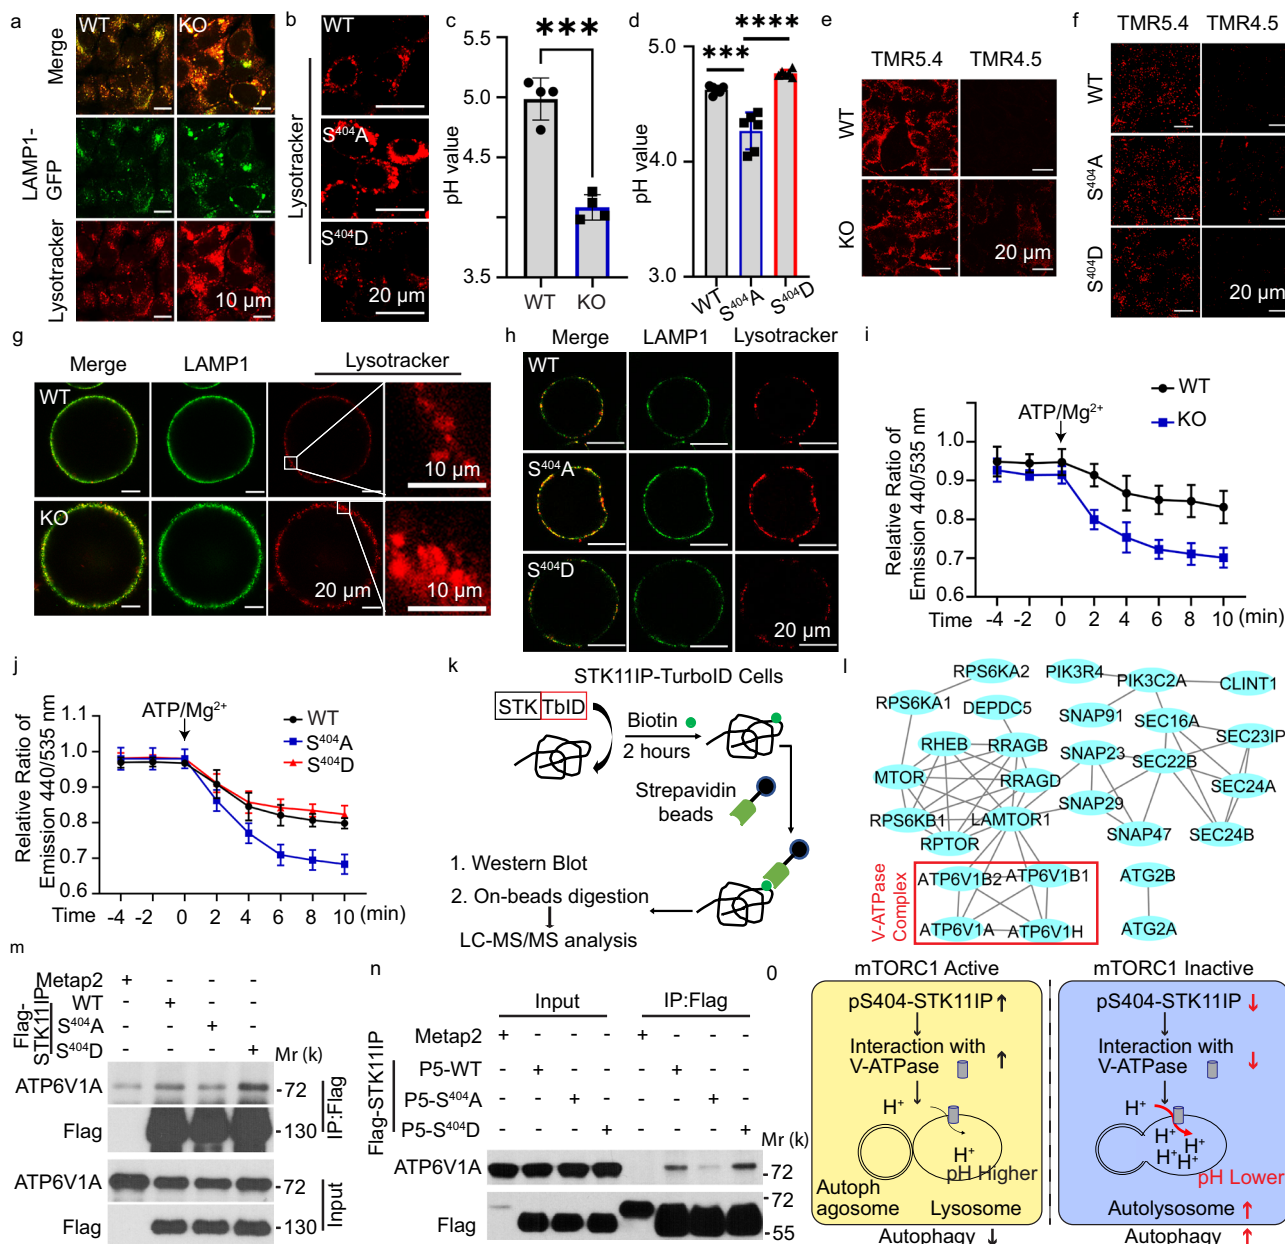 a
WT
KO
Merge
LAMP1-
GFP
Lysotracker
10 µm
b
WT
Lysotracker
S404A
S404D
20 µm
c
***
pH value
5.5
5.0
4.5
4.0
3.5
WT
KO
d
****
***
pH value
5.0
4.0
3.0
WT
S404A
S404D
e
TMR5.4
TMR4.5
WT
KO
20 µm
f
TMR5.4
TMR4.5
WT
S404A
S404D
20 µm
g
Merge
LAMP1
Lysotracker
WT
10 µm
KO
20 µm
10 µm
h
Merge
LAMP1
Lysotracker
WT
S404A
S404D
20 µm
i
WT
KO
ATP/Mg2+
Relative Ratio of
Emission 440/535 nm
1.0
0.9
0.8
0.7
0.6
Time
-4 -2 0 2 4 6 8 10 (min)
j
ATP/Mg2+
WT
S404A
S404D
Relative Ratio of
Emission 440/535 nm
1.1
1.0
0.9
0.8
0.7
0.6
Time
-4 -2 0 2 4 6 8 10 (min)
k
STK11IP-TurboID Cells
STK TbID
Biotin
2 hours
Strepavidin
beads
1. Western Blot
2. On-beads digestion
LC-MS/MS analysis
l
RPS6KA2
PIK3R4
PIK3C2A
CLINT1
RPS6KA1
DEPDC5
SNAP91
SEC16A
SEC23IP
RHEB
RRAGB
SNAP23
SEC22B
MTOR
RRAGD
SEC24A
RPS6KB1
LAMTOR1
SNAP29
RPTOR
SNAP47
SEC24B
V-ATPase
Complex
ATP6V1B2
ATP6V1B1
ATG2B
ATP6V1A
ATP6V1H
ATG2A
m
Metap2 + - - -
Flag-
STK11IP
WT - + - -
S404A - - + -
S404D - - - +
Mr (k)
ATP6V1A
-72
Flag
-130
IP:Flag
ATP6V1A
-72
Flag
-130
Input
n
Input
IP:Flag
Metap2 + - - - + - - -
Flag-STK11IP
P5-WT - + - - - + - -
P5-S404A - - + - - - + -
P5-S404D - - - + - - - +
Mr (k)
ATP6V1A
-72
Flag
-72
-55
o
mTORC1 Active
pS404-STK11IP
Interaction with
V-ATPase
H+
H+
pH Higher
Autoph
agosome
Lysosome
Autophagy
mTORC1 Inactive
pS404-STK11IP
Interaction with
V-ATPase
H+
H+
H+
H+
H+
pH Lower
Autolysosome
Autophagy